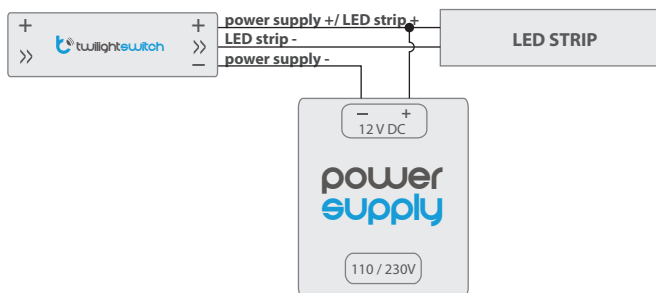 + + power supply +/ LED strip +
twilightswitch LED strip - LED STRIP
− power supply -
− +
12 V DC
power
supply
110 / 230V